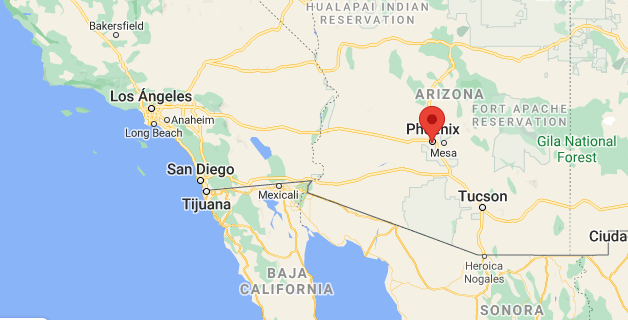 HUALAPAI INDIAN
RESERVATION
Bakersfield
Los Ángeles
Anaheim
Long Beach
ARIZONA
FORT APACHE
RESERVATION
Phoenix
Mesa
Gila National
Forest
San Diego
Tijuana
Mexicali
Tucson
Ciuda
Heroica
Nogales
BAJA
CALIFORNIA
SONORA